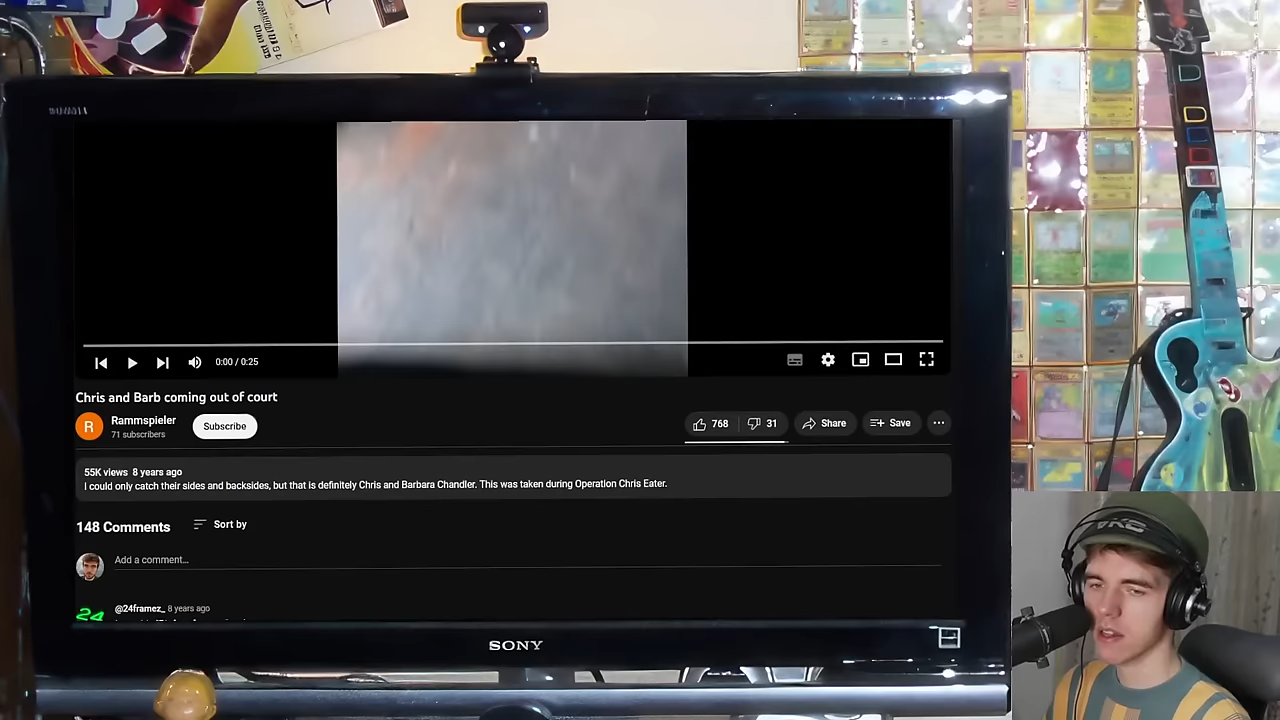 0:00 / 0:25
Chris and Barb coming out of court
R
Rammspieler
71 subscribers
Subscribe
768
31
Share
Save
55K views 8 years ago
I could only catch their sides and backsides, but that is definitely Chris and Barbara Chandler. This was taken during Operation Chris Eater.
148 Comments
Sort by
Add a comment...
24
@24framez_ 8 years ago
SONY